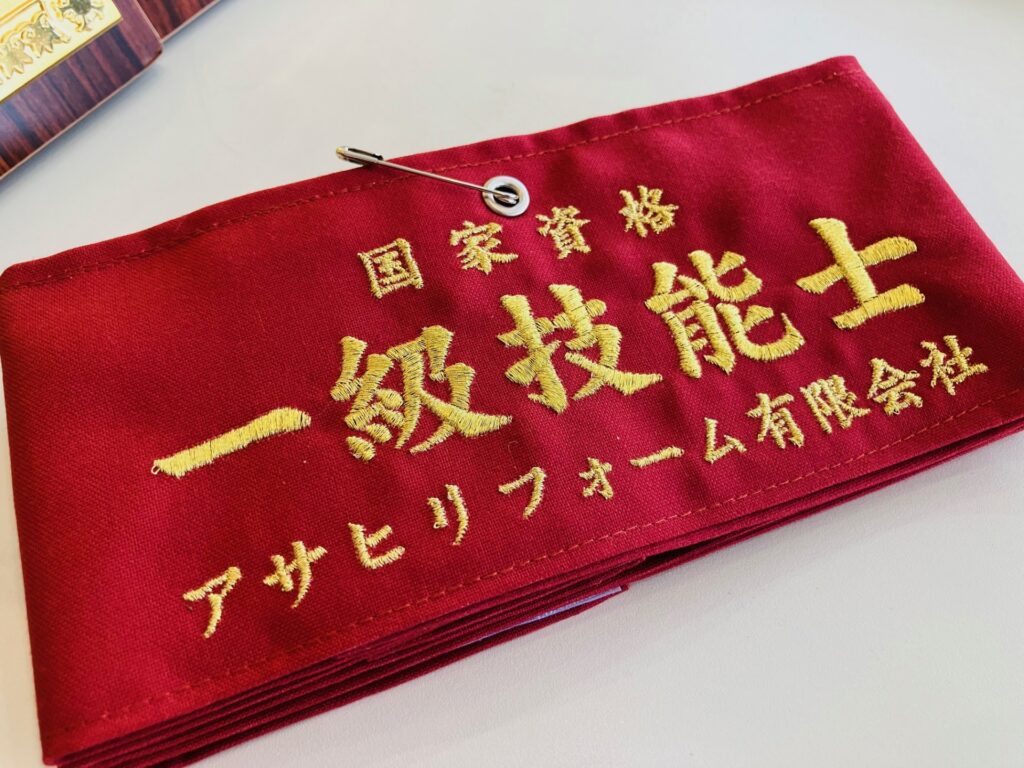 国家資格
一級技能士
アサヒリフォーム有限会社